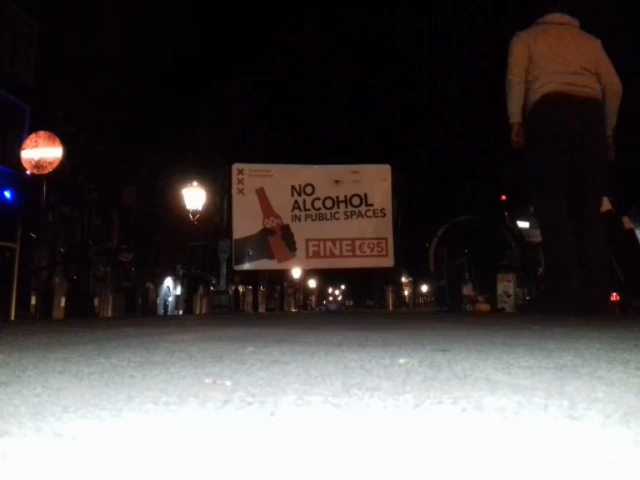 NO
ALCOHOL
IN PUBLIC SPACES
FINE €95